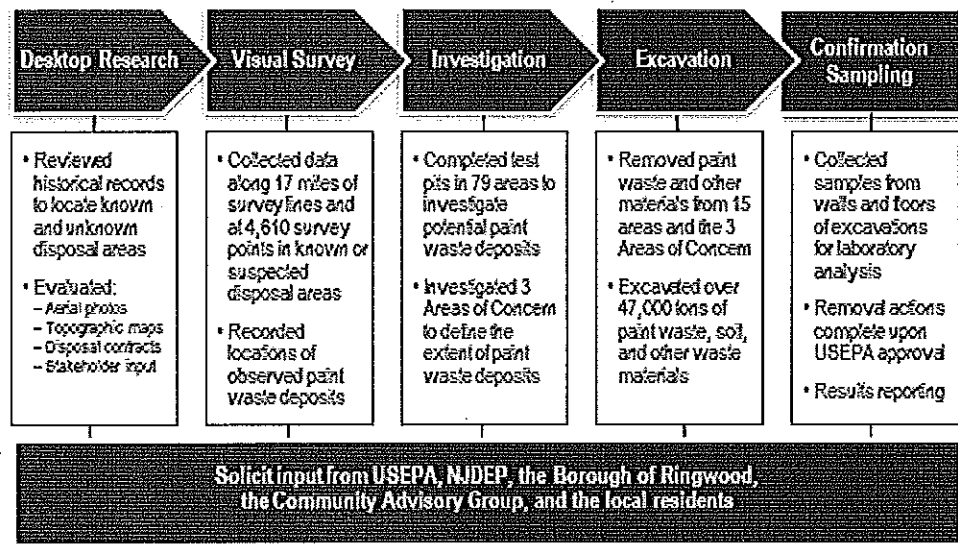 Desktop Research
Visual Survey
Investigation
Excavation
Confirmation
Sampling
• Reviewed
historical records
to locate known
and unknown
disposal areas
• Evaluated:
– Aerial photos
– Topographic maps
– Disposal contracts
– Stakeholder input
• Collected data
along 17 miles of
survey lines and
at 4,610 survey
points in known or
suspected
disposal areas
• Recorded
locations of
observed paint
waste deposits
• Completed test
pits in 79 areas to
investigate
potential paint
waste deposits
• Investigated 3
Areas of Concern
to define the
extent of paint
waste deposits
• Removed paint
waste and other
materials from 15
areas and the 3
Areas of Concern
• Excavated over
47,000 tons of
paint waste, soil,
and other waste
materials
• Collected
samples from
walls and floors
of excavations
for laboratory
analysis
• Removal actions
complete upon
USEPA approval
• Results reporting
Solicit input from USEPA, NJDEP, the Borough of Ringwood,
the Community Advisory Group, and the local residents